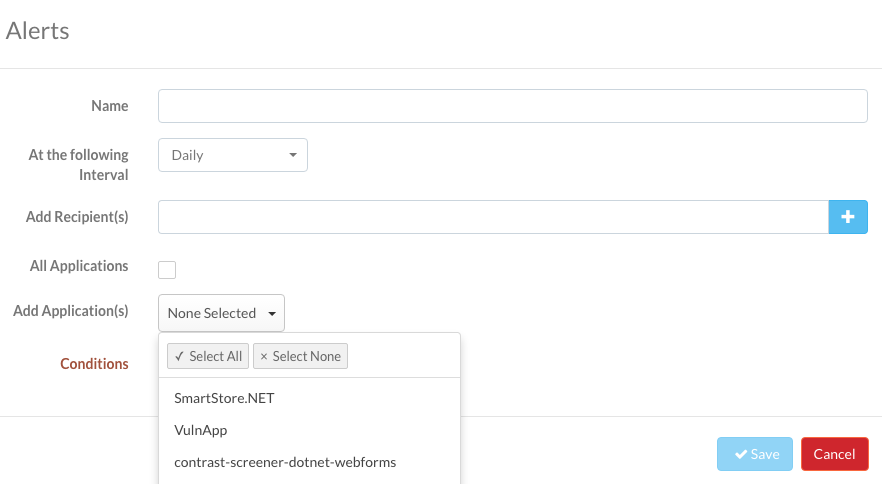 Alerts
Name
At the following
Interval
Daily
Add Recipient(s)
All Applications
Add Application(s)
None Selected
✓ Select All
× Select None
Conditions
SmartStore.NET
VulnApp
contrast-screener-dotnet-webforms
Save
Cancel